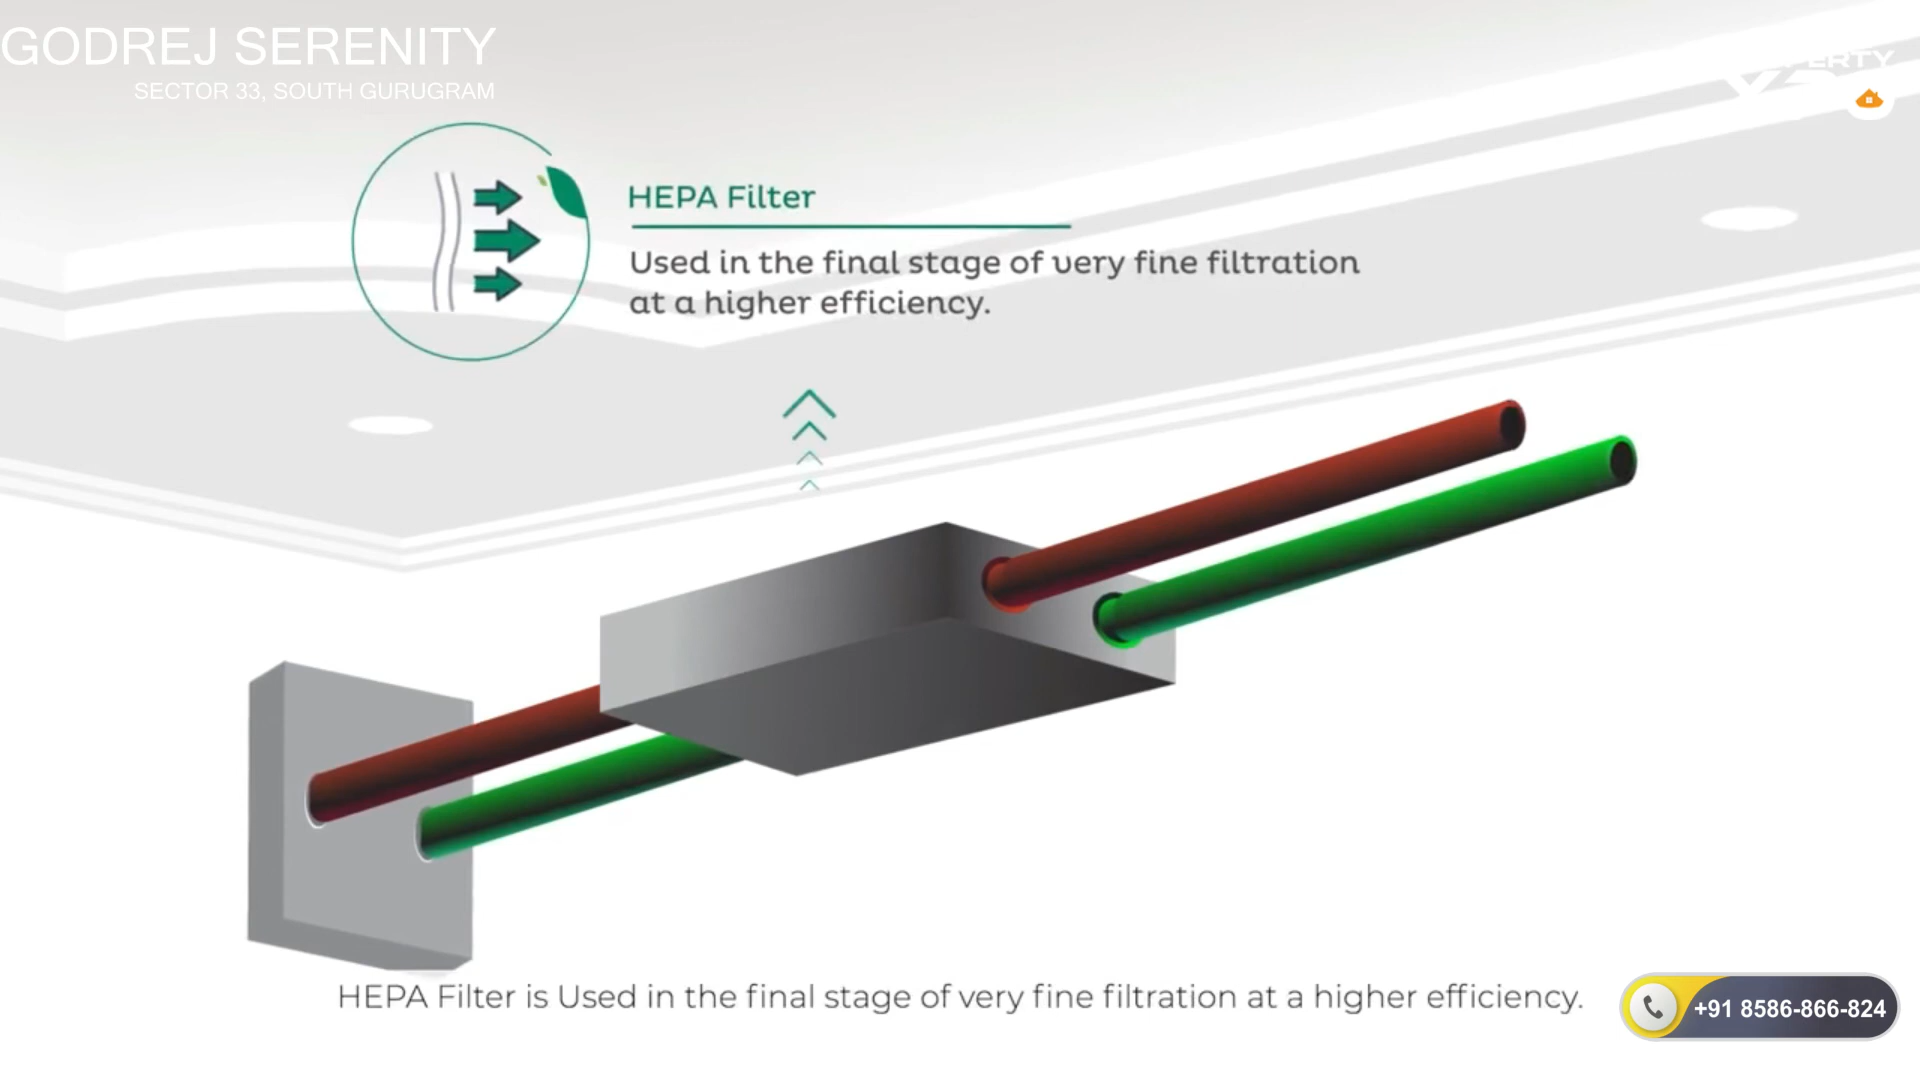 GODREJ SERENITY
SECTOR 33, SOUTH GURUGRAM
HEPA Filter
Used in the final stage of very fine filtration
at a higher efficiency.
HEPA Filter is Used in the final stage of very fine filtration at a higher efficiency.
+91 8586-866-824